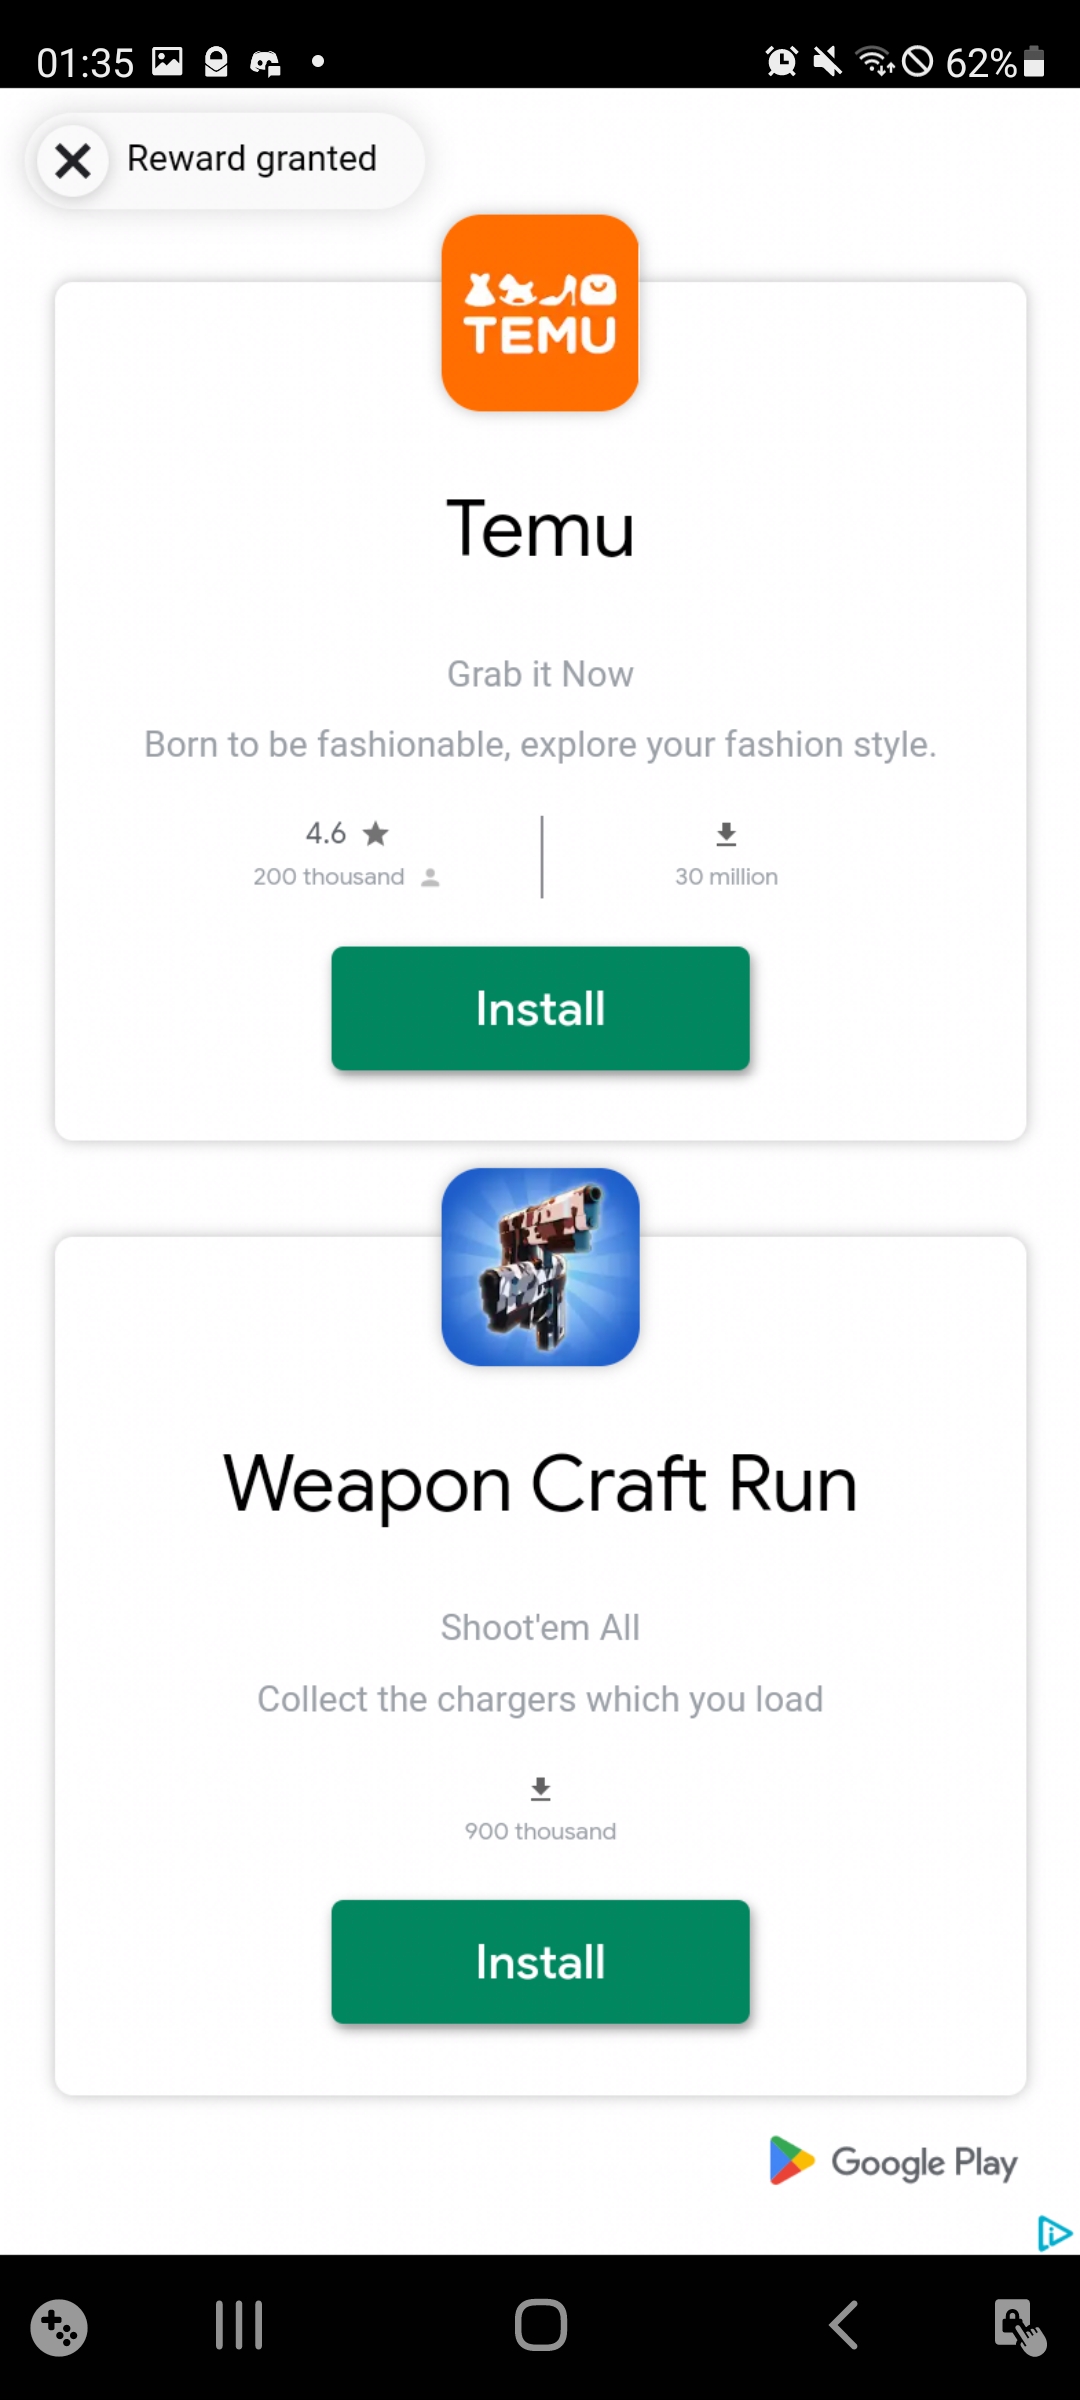 01:35
62%
Reward granted
TEMU
Temu
Grab it Now
Born to be fashionable, explore your fashion style.
4.6
200 thousand
30 million
Install
Weapon Craft Run
Shoot'em All
Collect the chargers which you load
900 thousand
Install
Google Play